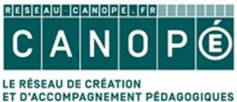 RESEAU-CANOPE.FR
CANOPÉ
LE RÉSEAU DE CRÉATION
ET D'ACCOMPAGNEMENT PÉDAGOGIQUES